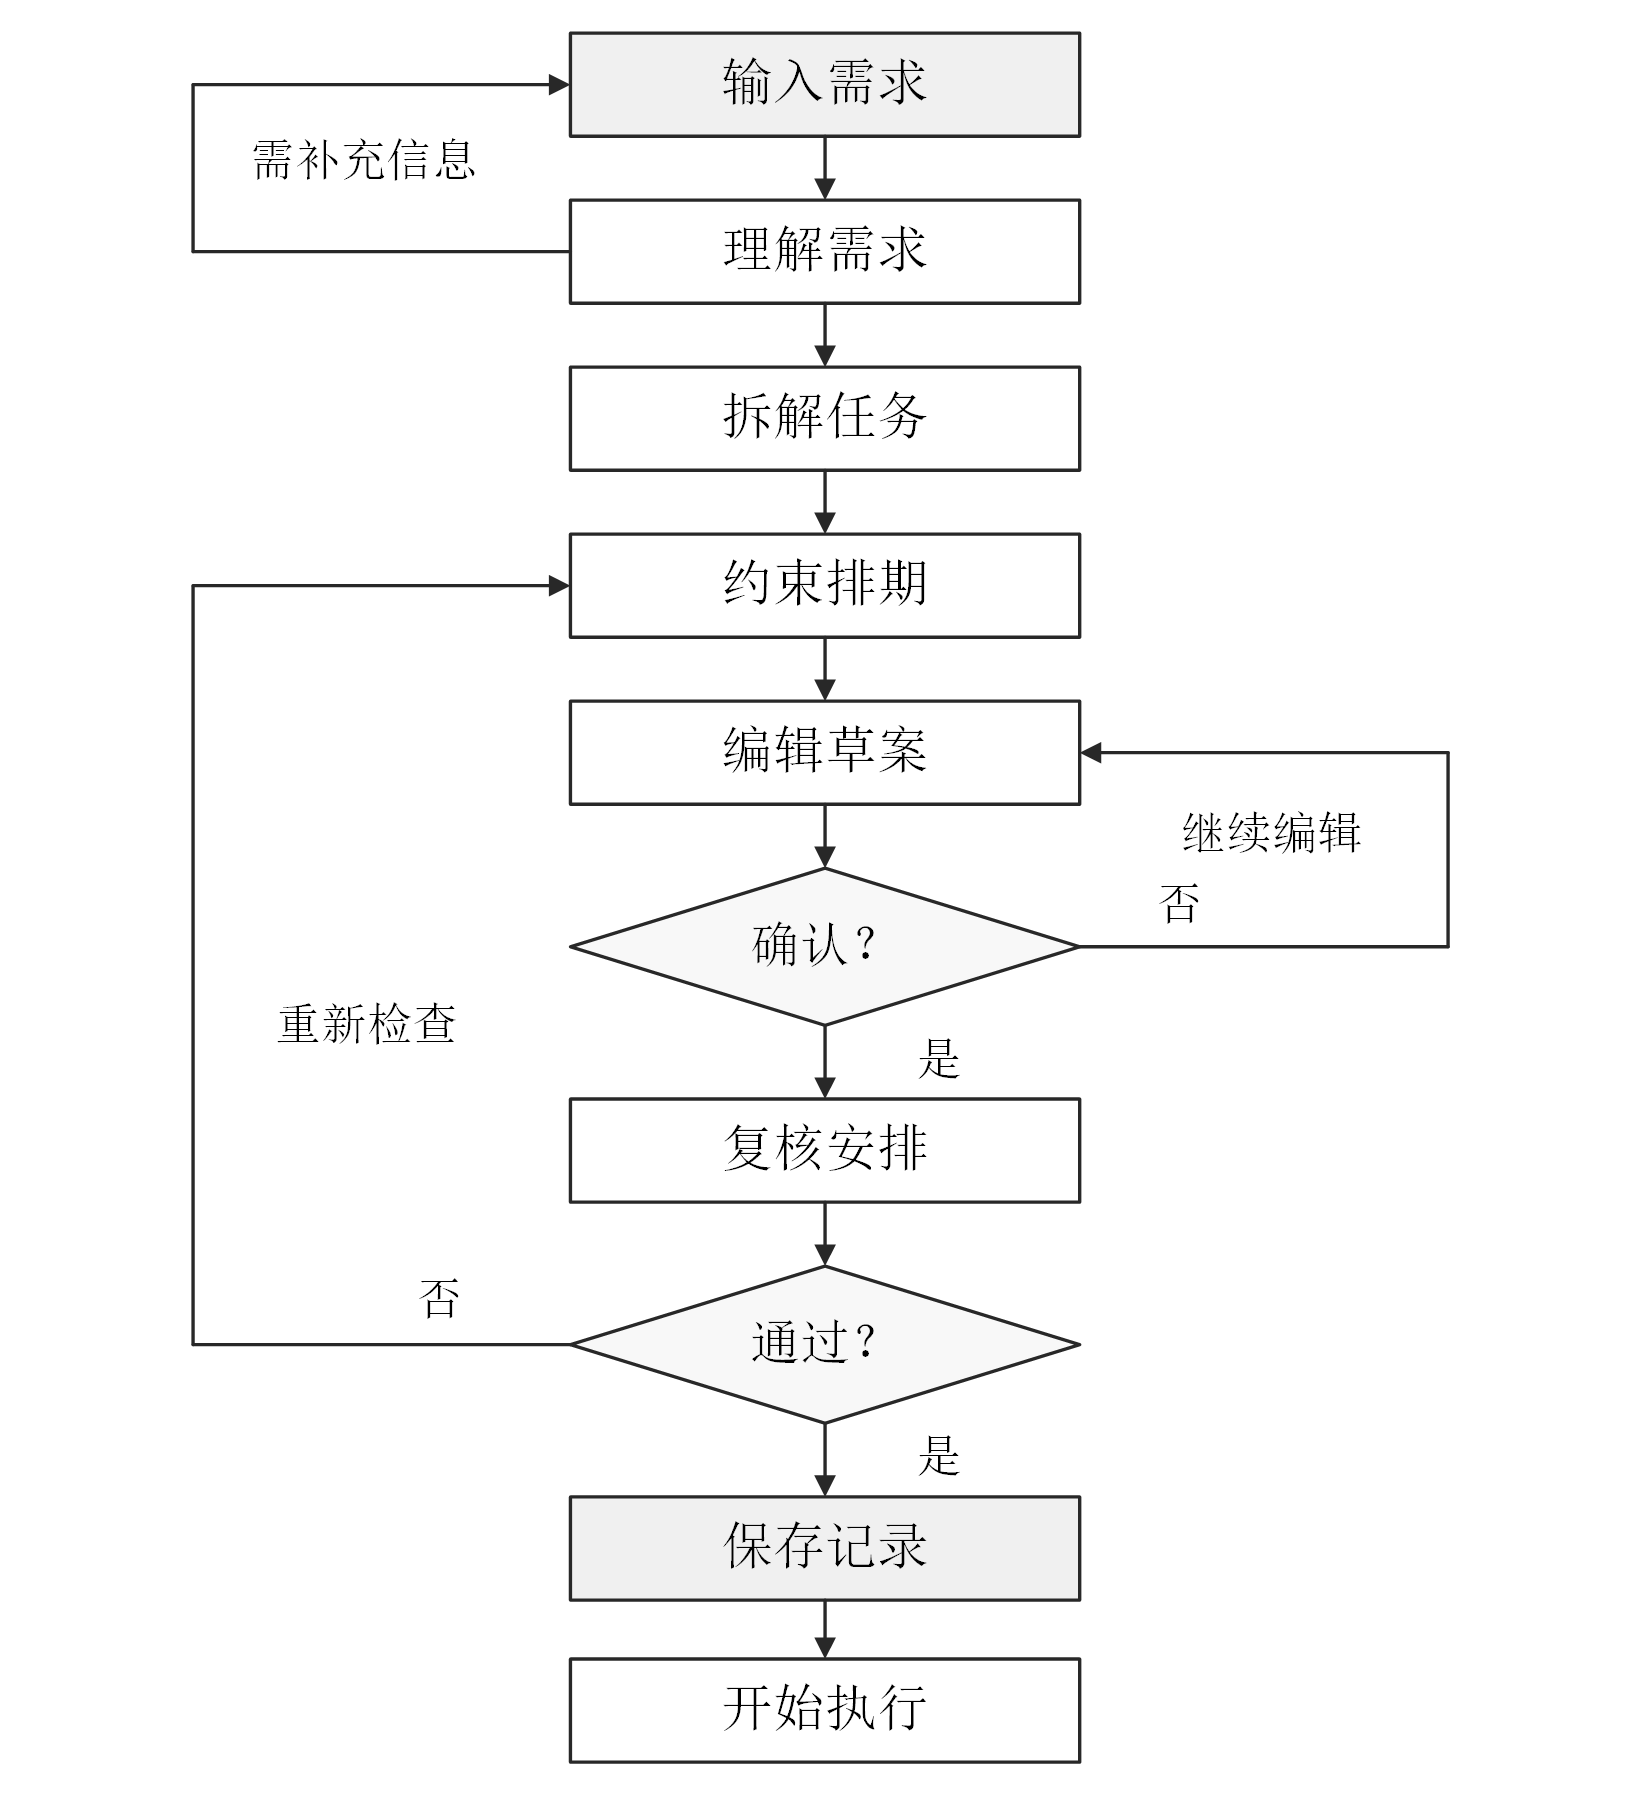 输入需求
需补充信息
理解需求
拆解任务
约束排期
编辑草案
继续编辑
否
确认？
重新检查
是
复核安排
否
通过？
是
保存记录
开始执行